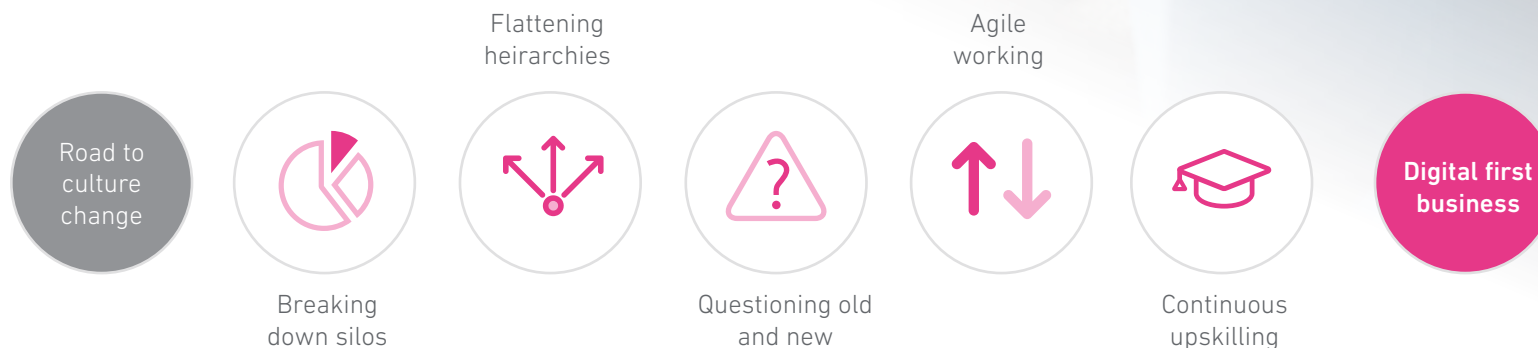 Road to
culture
change
Breaking
down silos
Flattening
heirarchies
?
Questioning old
and new
Agile
working
Continuous
upskilling
Digital first
business